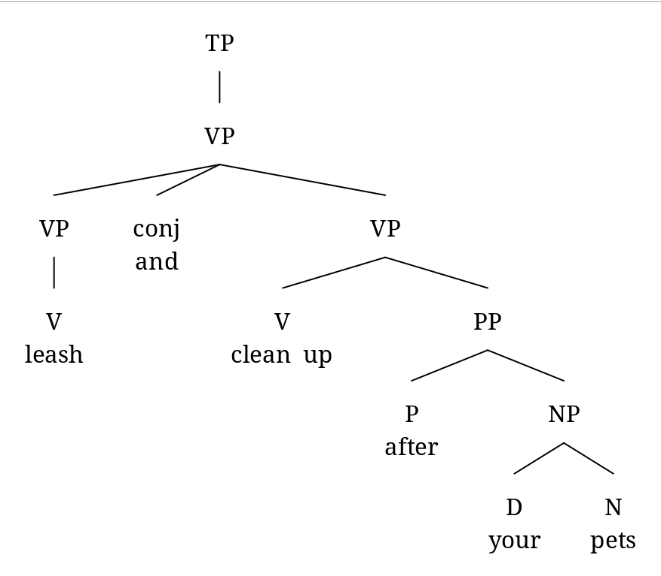 TP
VP
VP conj VP
and
V V PP
leash clean up
P NP
after
D N
your pets